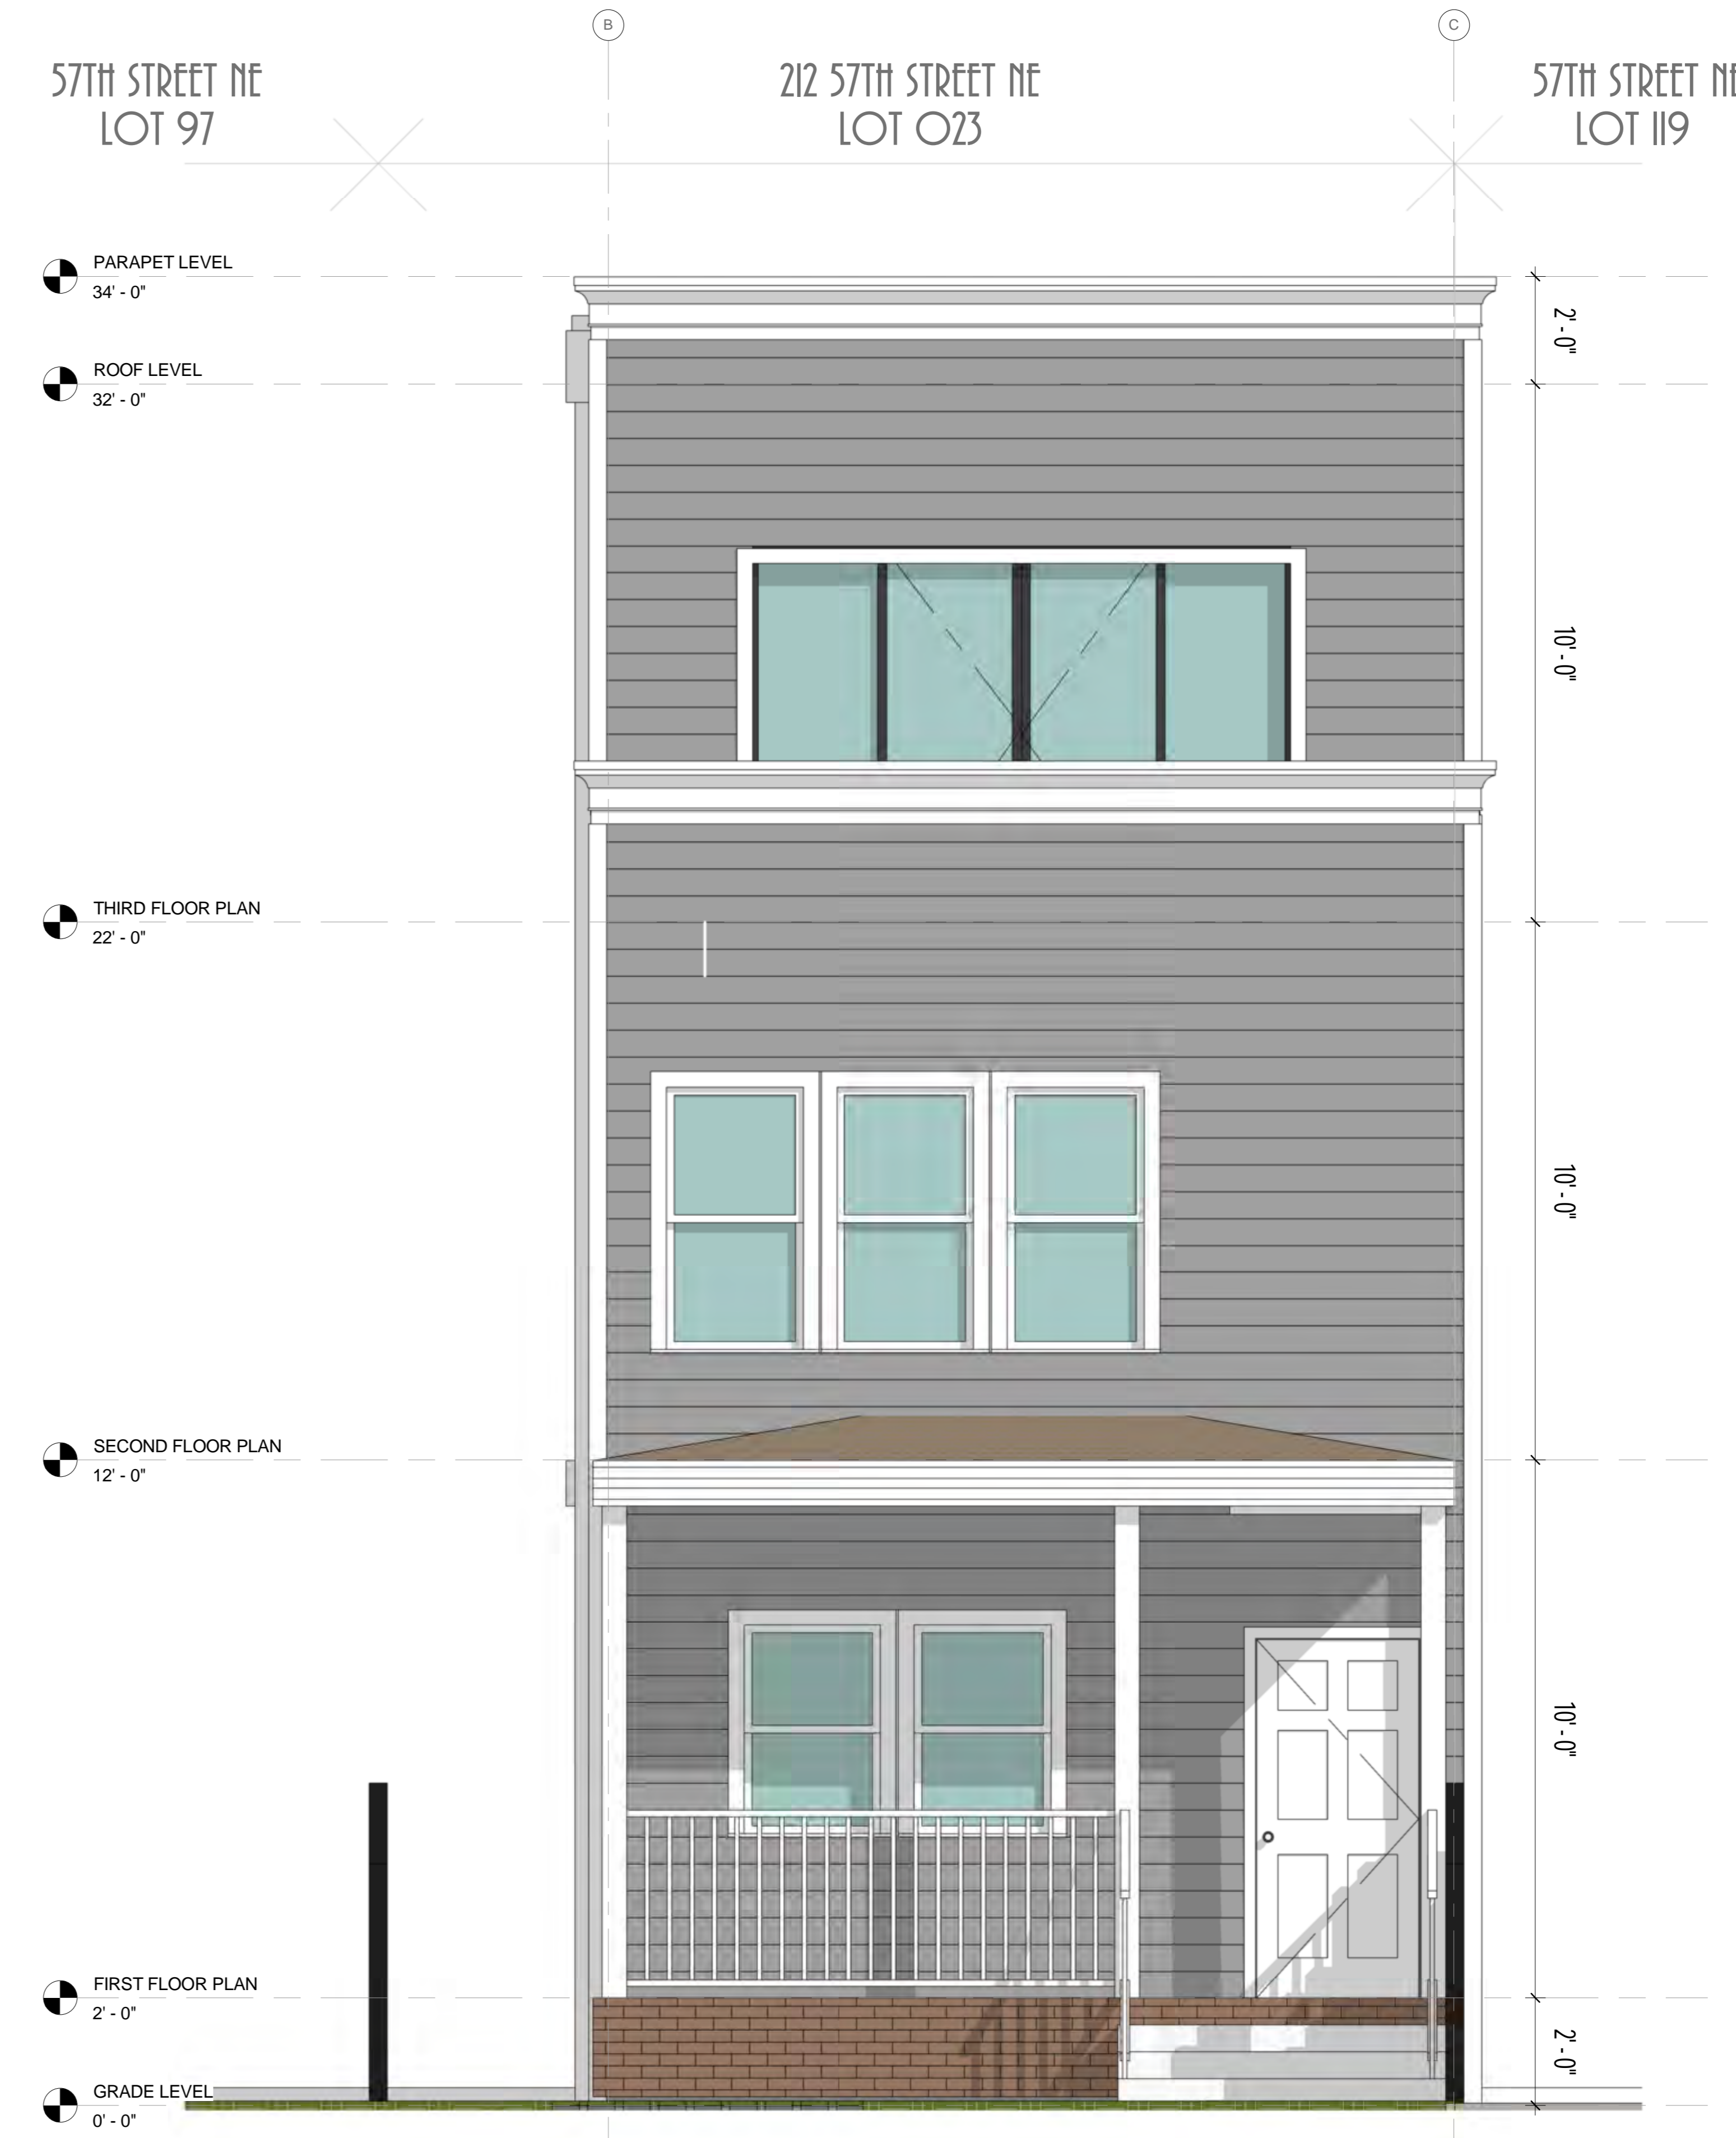 B
C
57TH STREET NE
LOT 97
212 57TH STREET NE
LOT 023
57TH STREET NE
LOT 119
PARAPET LEVEL
34' - 0"
2' - 0"
ROOF LEVEL
32' - 0"
10' - 0"
THIRD FLOOR PLAN
22' - 0"
10' - 0"
SECOND FLOOR PLAN
12' - 0"
10' - 0"
FIRST FLOOR PLAN
2' - 0"
2' - 0"
GRADE LEVEL
0' - 0"